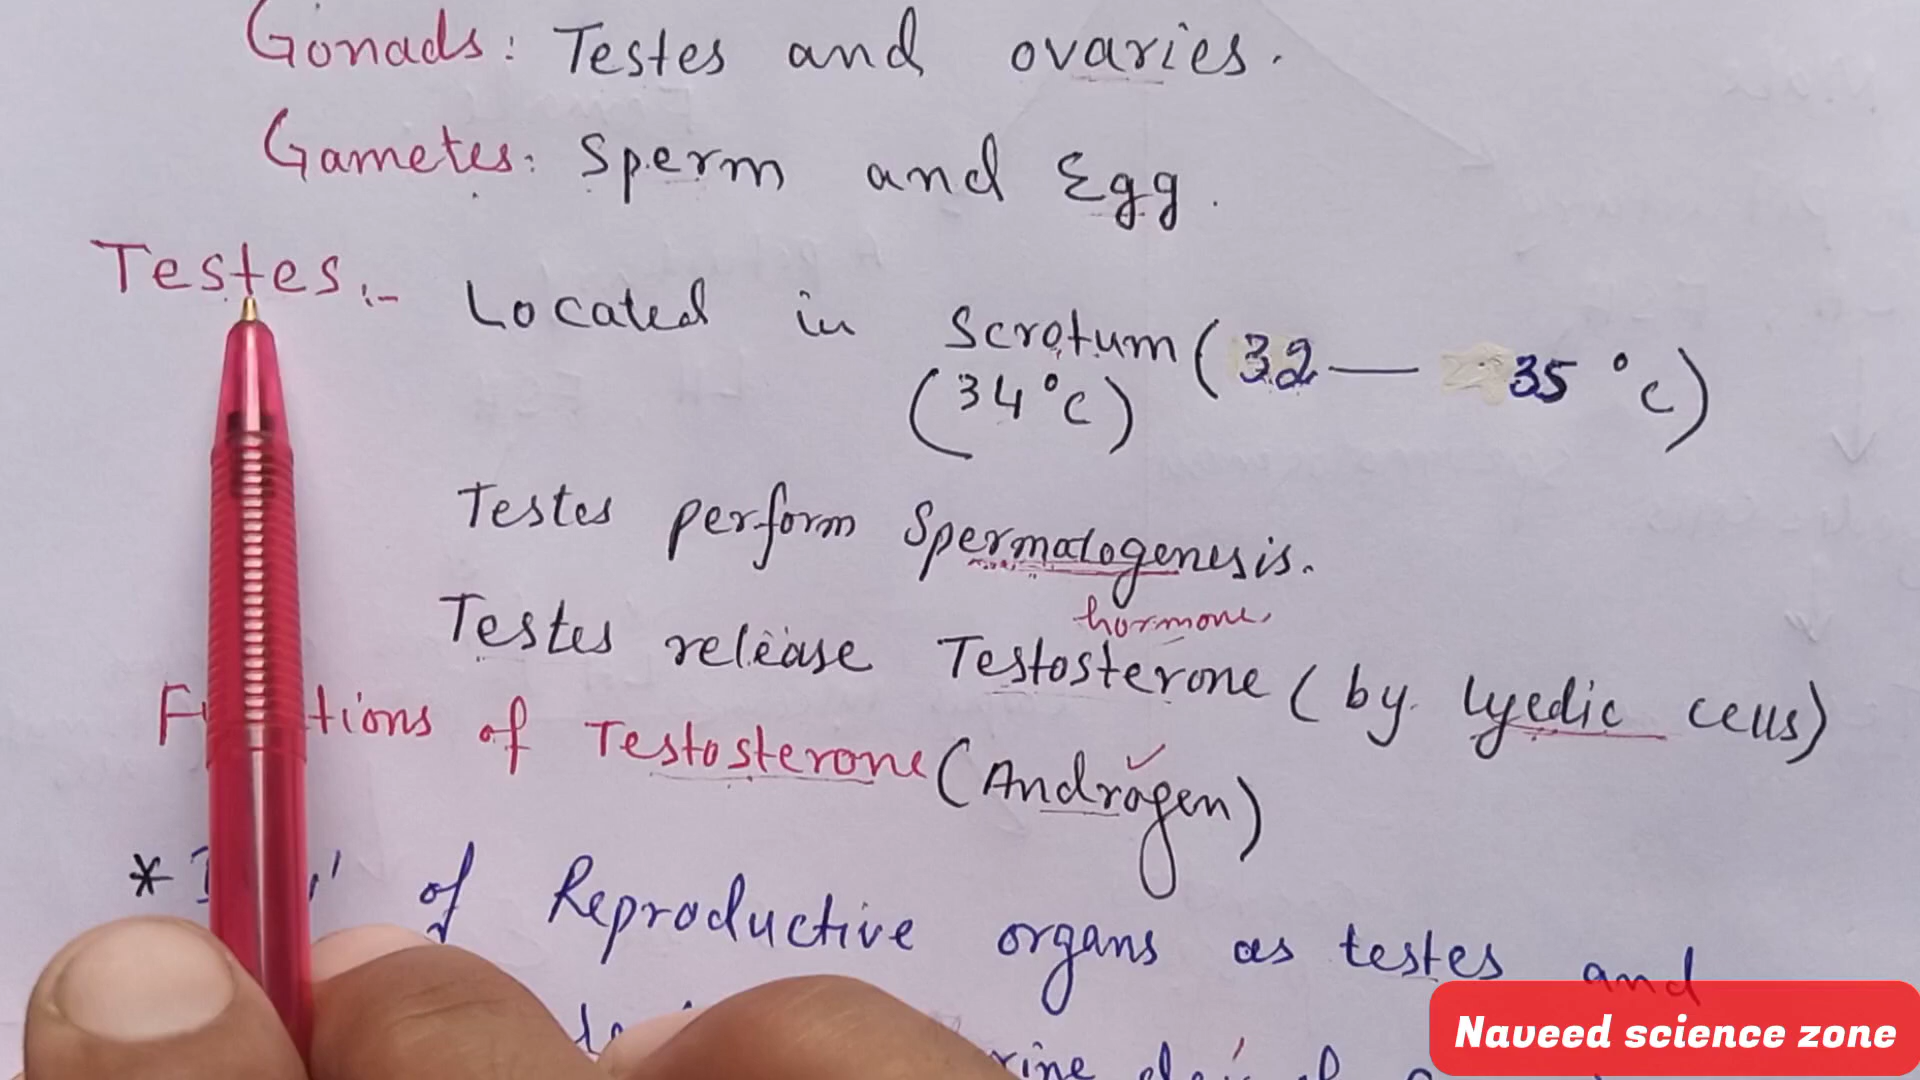 Gonads: Testes and ovaries.
Gametes: Sperm and Egg.
Testes:- Located in Scrotum (32 — 35 °c)
(34°c)
Testes perform Spermatogenesis.
hormone
Testes release Testosterone (by lyedic cells)
Functions of Testosterone (Androgen)
* of Reproductive organs as testes and
Naveed science zone